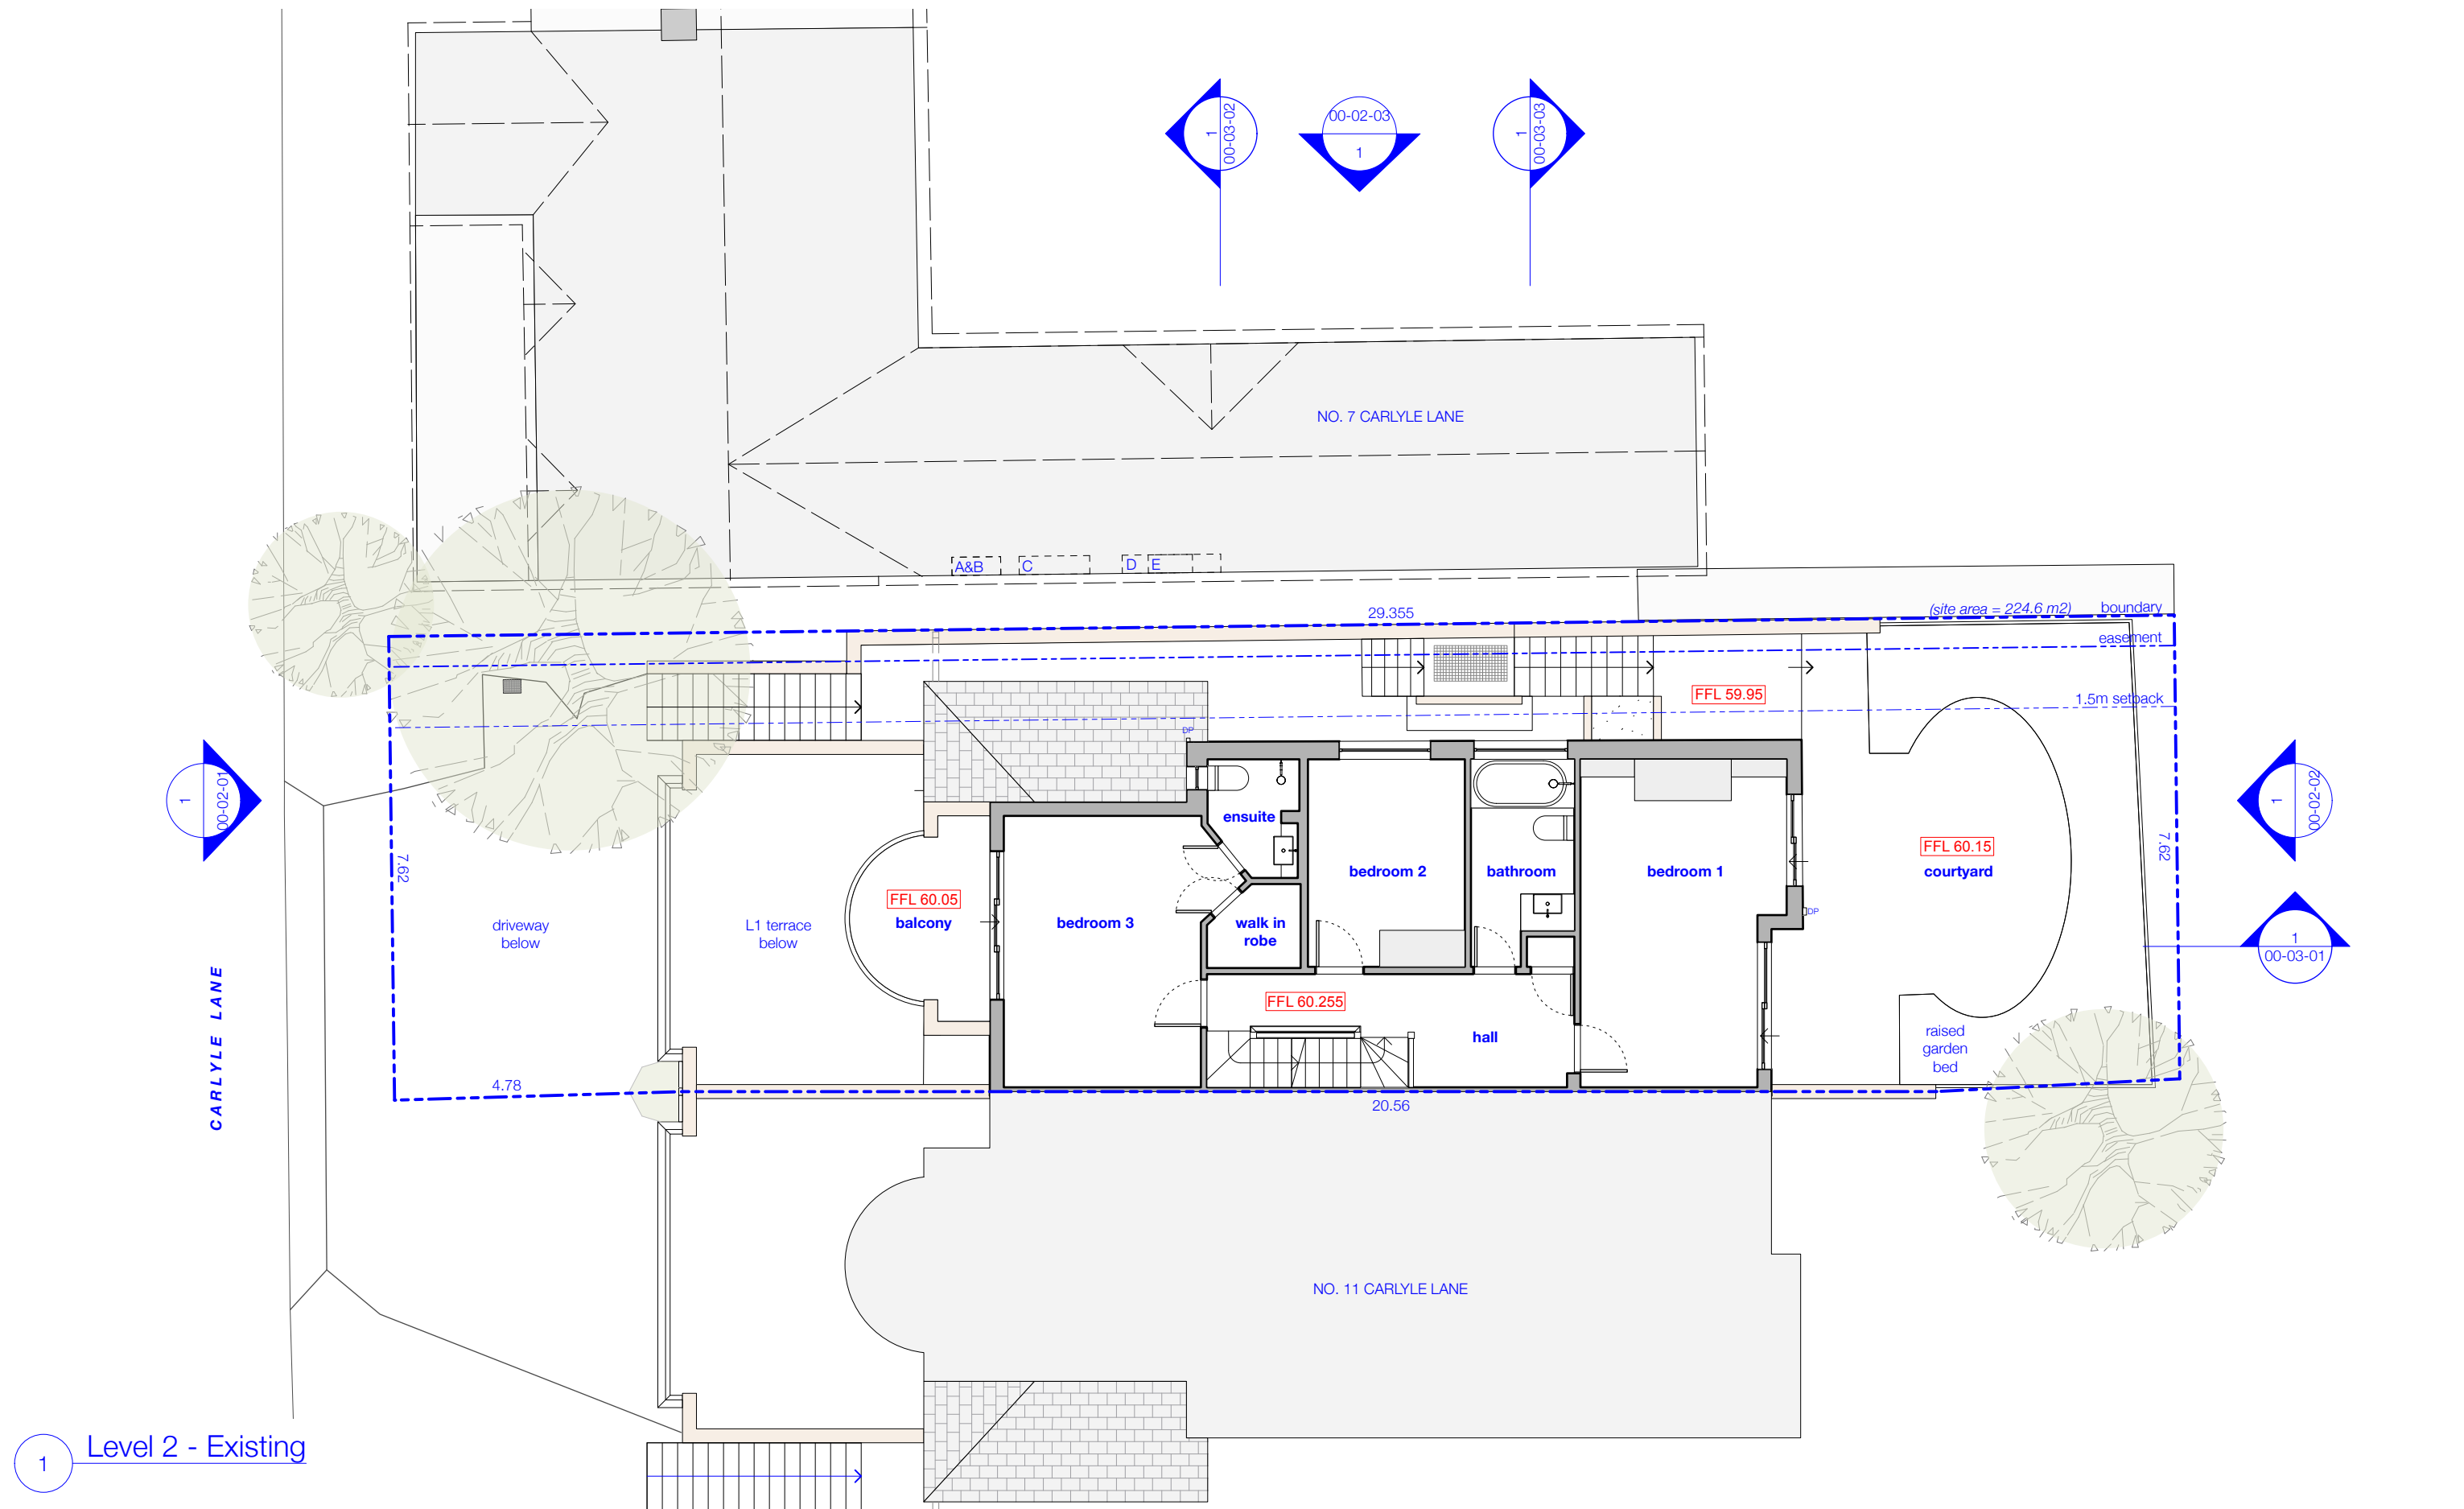 00-03-02
1
00-02-03
1
00-03-03
1
NO. 7 CARLYLE LANE
A&B
C
D
E
29.355
(site area = 224.6 m2)
boundary
easement
1.5m setback
FFL 59.95
DP
1
00-02-01
1
00-02-02
ensuite
7.62
7.62
FFL 60.15
courtyard
bedroom 2
bathroom
bedroom 1
FFL 60.05
balcony
bedroom 3
walk in
robe
DP
driveway
below
L1 terrace
below
1
00-03-01
CARLYLE LANE
FFL 60.255
hall
raised
garden
bed
4.78
20.56
NO. 11 CARLYLE LANE
1
Level 2 - Existing